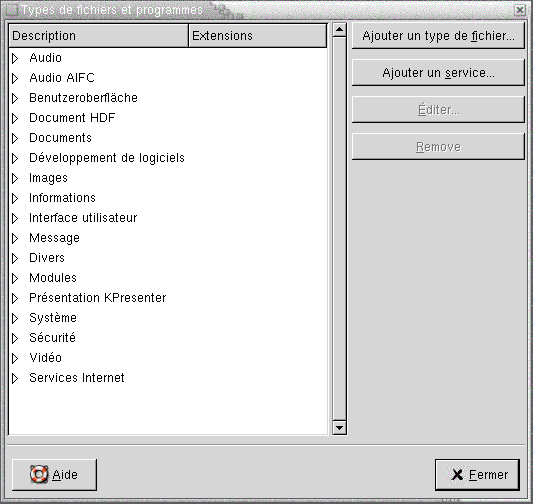 Types de fichiers et programmes
Description Extensions
Audio
Audio AIFC
Benutzeroberfläche
Document HDF
Documents
Développement de logiciels
Images
Informations
Interface utilisateur
Message
Divers
Modules
Présentation KPresenter
Système
Sécurité
Vidéo
Services Internet
Ajouter un type de fichier...
Ajouter un service...
Éditer...
Remove
Aide
Fermer